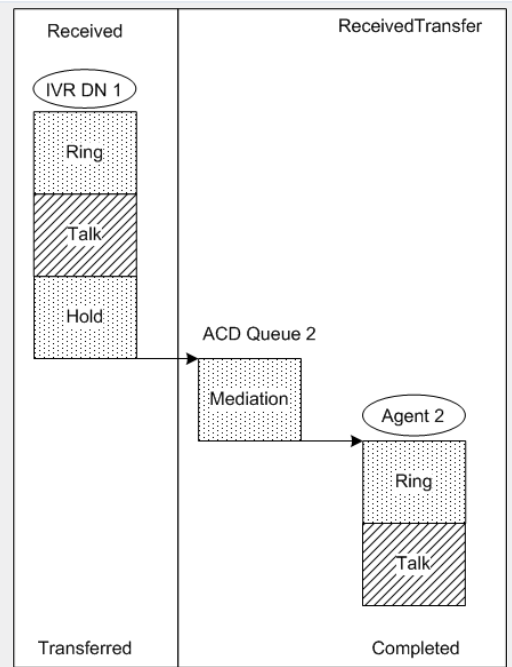 Received
ReceivedTransfer
IVR DN 1
Ring
Talk
Hold
ACD Queue 2
Mediation
Agent 2
Ring
Talk
Transferred
Completed